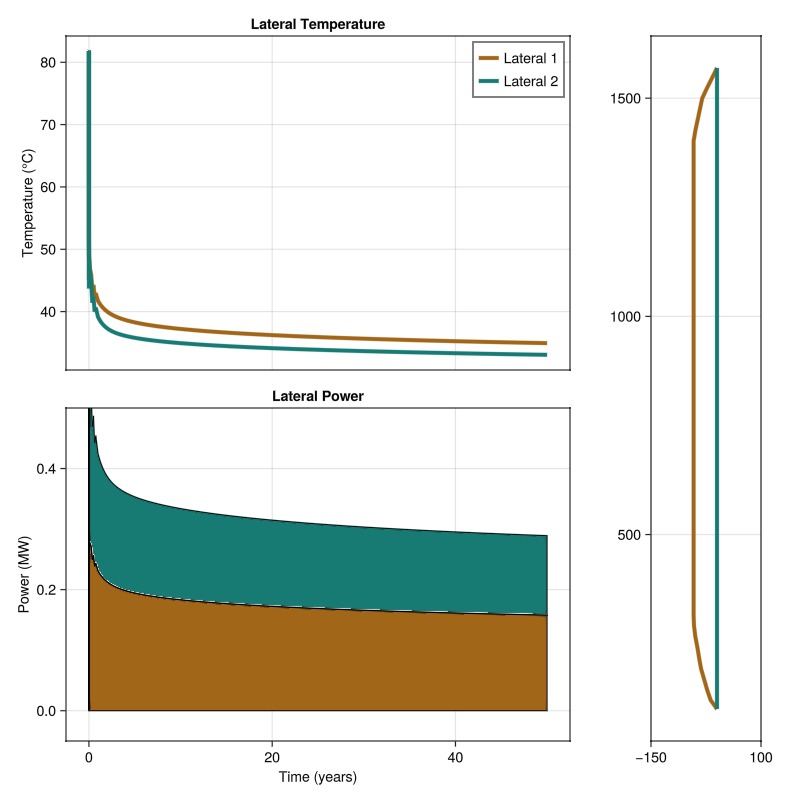 Lateral Temperature
Lateral 1
Lateral 2
Temperature (°C)
80
70
60
50
40
Lateral Power
Power (MW)
0.4
0.2
0.0
0
20
40
Time (years)
1500
1000
500
−150
100